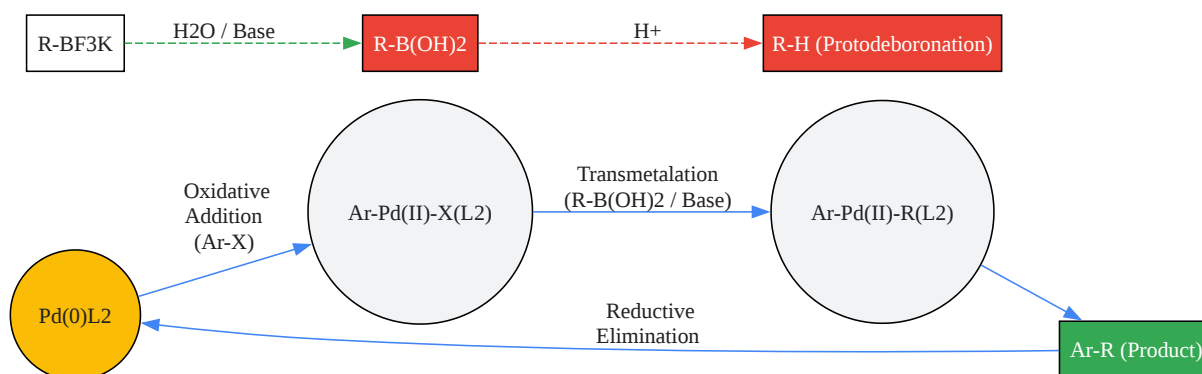 R-BF3K
H2O / Base
R-B(OH)2
H+
R-H (Protodeboronation)
Oxidative
Addition
(Ar-X)
Ar-Pd(II)-X(L2)
Transmetalation
(R-B(OH)2 / Base)
Ar-Pd(II)-R(L2)
Pd(0)L2
Reductive
Elimination
Ar-R (Product)